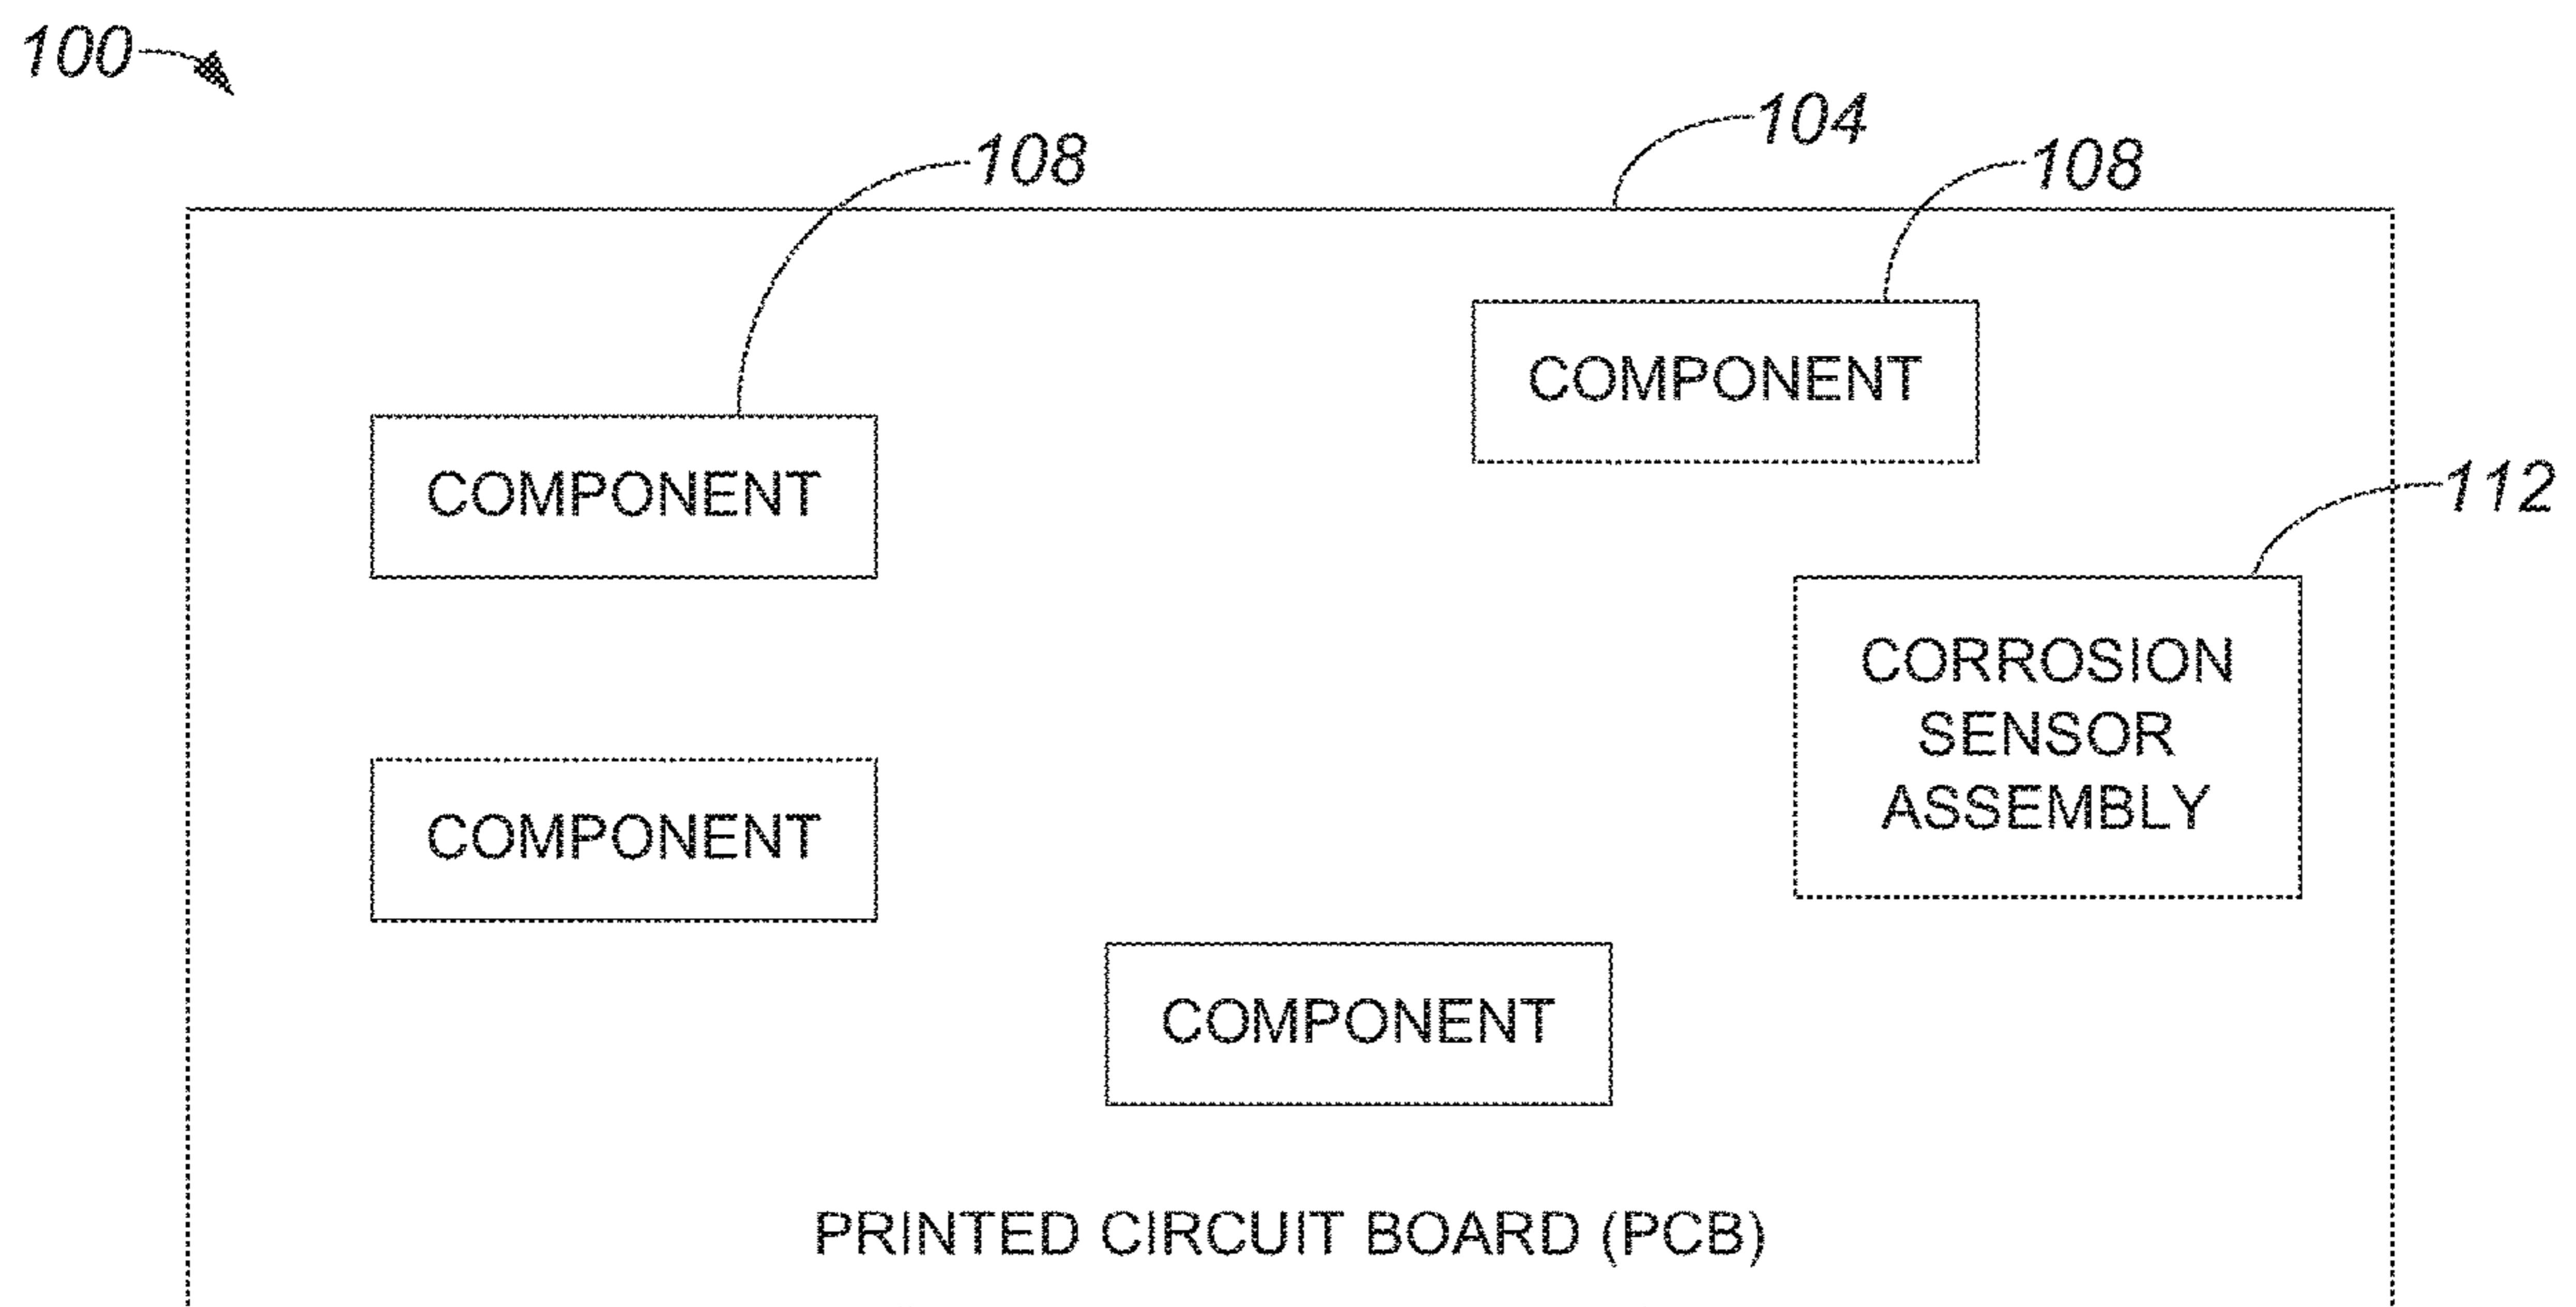 100
104
108
108
COMPONENT
COMPONENT
112
CORROSION
SENSOR
ASSEMBLY
COMPONENT
COMPONENT
PRINTED CIRCUIT BOARD (PCB)